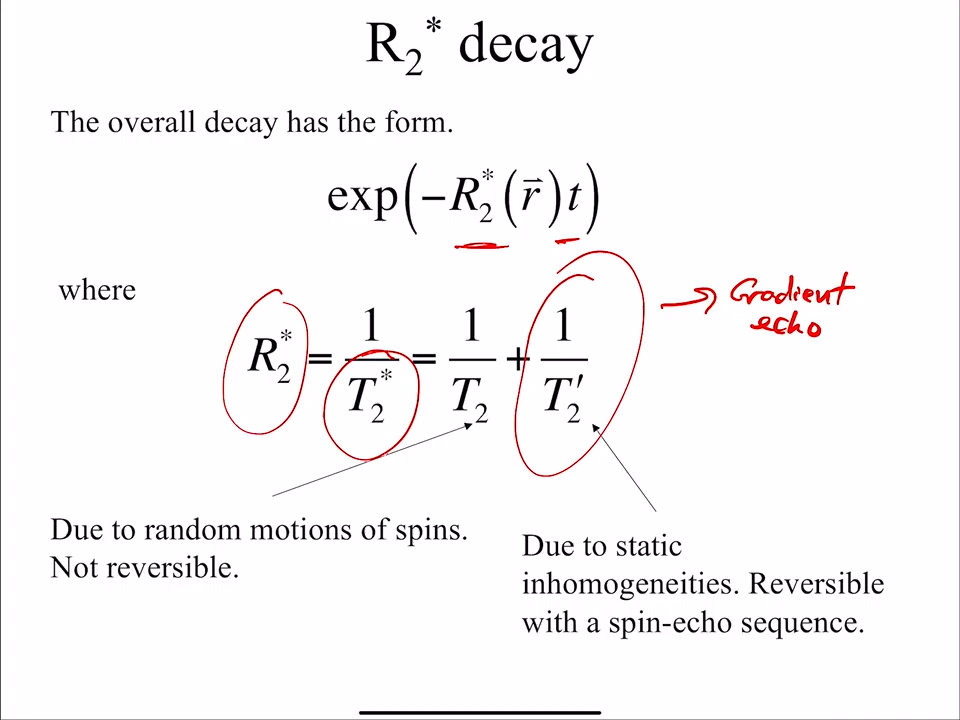 R₂* decay
The overall decay has the form.
exp(−R₂*(r⃗)t)
where
R₂* = 1/T₂* = 1/T₂ + 1/T₂′
→ Gradient
echo
Due to random motions of spins.
Not reversible.
Due to static
inhomogeneities. Reversible
with a spin-echo sequence.